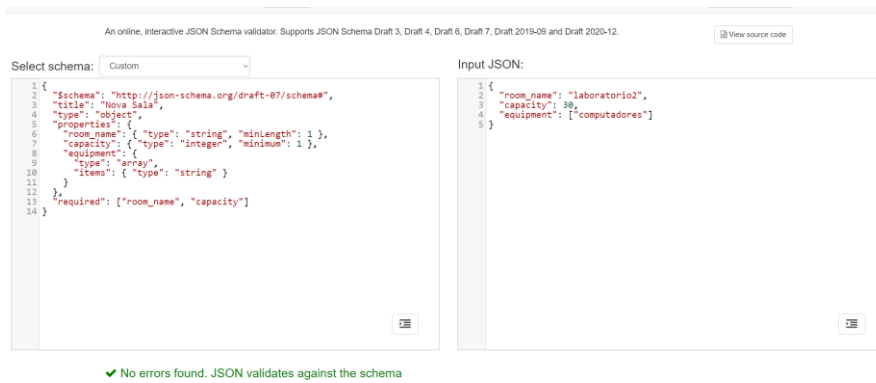 An online, interactive JSON Schema validator. Supports JSON Schema Draft 3, Draft 4, Draft 6, Draft 7, Draft 2019-09 and Draft 2020-12.
View source code
Select schema: Custom
1 {
2 "$schema": "http://json-schema.org/draft-07/schema#",
3 "title": "Nova Sala",
4 "type": "object",
5 "properties": {
6 "room_name": { "type": "string", "minLength": 1 },
7 "capacity": { "type": "integer", "minimum": 1 },
8 "equipment": {
9 "type": "array",
10 "items": { "type": "string" }
11 }
12 },
13 "required": ["room_name", "capacity"]
14 }
Input JSON:
1 {
2 "room_name": "laboratorio2",
3 "capacity": 30,
4 "equipment": ["computadores"]
5 }
No errors found. JSON validates against the schema